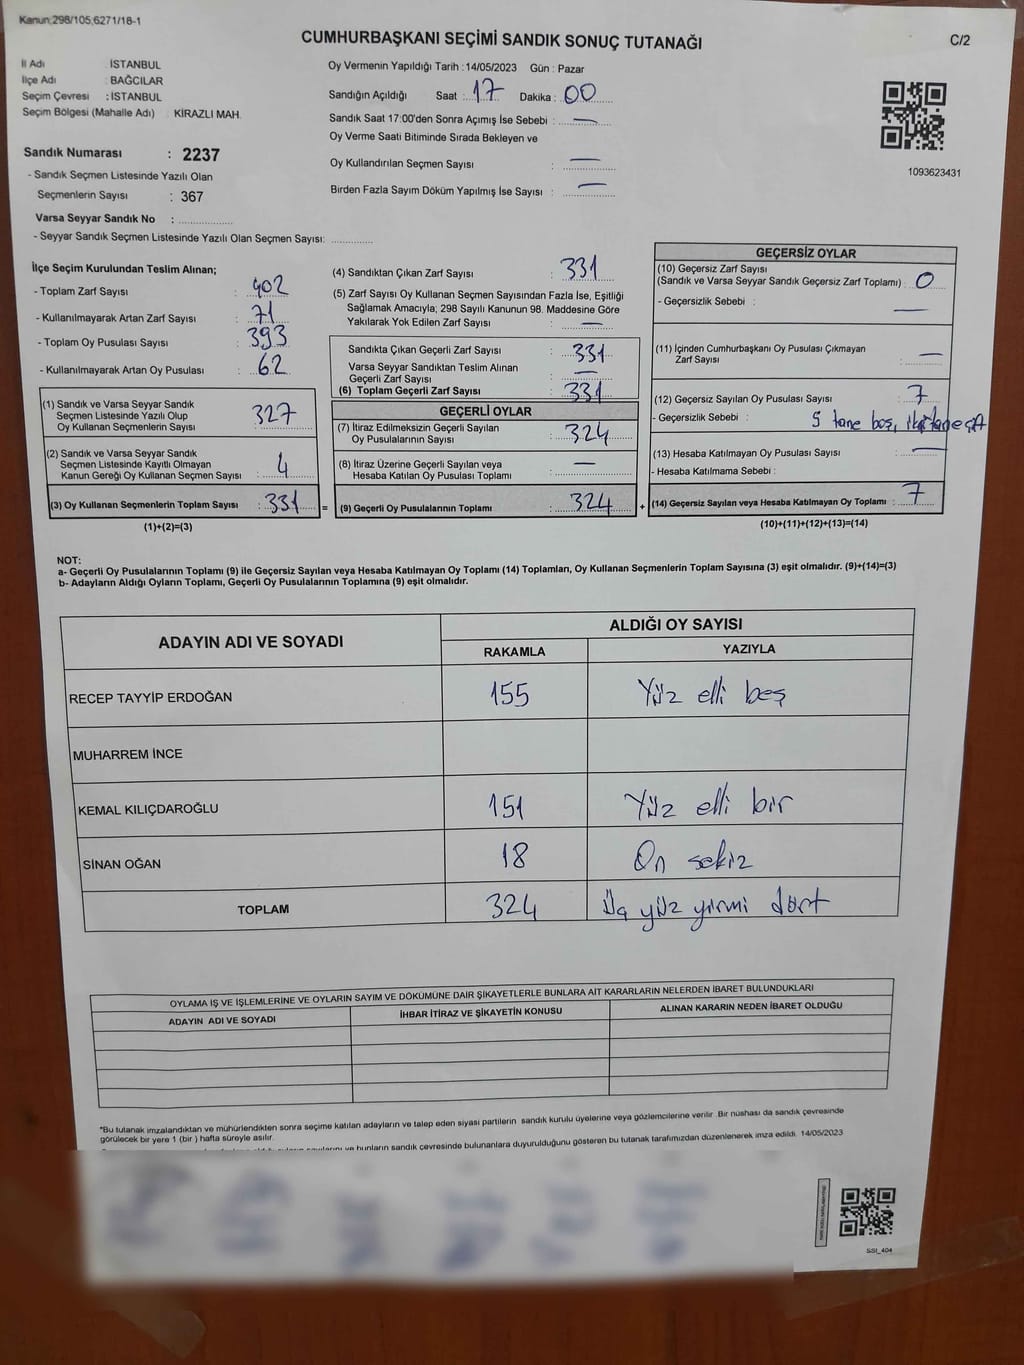 Kanun;298/105,6271/18-1
CUMHURBAŞKANI SEÇİMİ SANDIK SONUÇ TUTANAĞI
C/2
İl Adı : İSTANBUL
İlçe Adı : BAĞCILAR
Seçim Çevresi : İSTANBUL
Seçim Bölgesi (Mahalle Adı) : KİRAZLI MAH.
Sandık Numarası : 2237
- Sandık Seçmen Listesinde Yazılı Olan
Seçmenlerin Sayısı : 367
Varsa Seyyar Sandık No :
- Seyyar Sandık Seçmen Listesinde Yazılı Olan Seçmen Sayısı:
Oy Vermenin Yapıldığı Tarih : 14/05/2023 Gün : Pazar
Sandığın Açıldığı Saat : 17 Dakika : 00
Sandık Saat 17:00'den Sonra Açımış İse Sebebi : —
Oy Verme Saati Bitiminde Sırada Bekleyen ve
Oy Kullandırılan Seçmen Sayısı : —
Birden Fazla Sayım Döküm Yapılmış İse Sayısı : —
1093623431
İlçe Seçim Kurulundan Teslim Alınan;
- Toplam Zarf Sayısı : 402
- Kullanılmayarak Artan Zarf Sayısı : 71
- Toplam Oy Pusulası Sayısı : 393
- Kullanılmayarak Artan Oy Pusulası : 62
(1) Sandık ve Varsa Seyyar Sandık
Seçmen Listesinde Yazılı Olup
Oy Kullanan Seçmenlerin Sayısı : 327
(2) Sandık ve Varsa Seyyar Sandık
Seçmen Listesinde Kayıtlı Olmayan
Kanun Gereği Oy Kullanan Seçmen Sayısı : 4
(3) Oy Kullanan Seçmenlerin Toplam Sayısı : 331 =
(1)+(2)=(3)
(4) Sandıktan Çıkan Zarf Sayısı : 331
(5) Zarf Sayısı Oy Kullanan Seçmen Sayısından Fazla İse, Eşitliği
Sağlamak Amacıyla; 298 Sayılı Kanunun 98. Maddesine Göre
Yakılarak Yok Edilen Zarf Sayısı : —
Sandıkta Çıkan Geçerli Zarf Sayısı : 331
Varsa Seyyar Sandıktan Teslim Alınan
Geçerli Zarf Sayısı : —
(6) Toplam Geçerli Zarf Sayısı : 331
GEÇERLİ OYLAR
(7) İtiraz Edilmeksizin Geçerli Sayılan
Oy Pusulalarının Sayısı : 324
(8) İtiraz Üzerine Geçerli Sayılan veya
Hesaba Katılan Oy Pusulası Toplamı : —
(9) Geçerli Oy Pusulalarının Toplamı : 324 +
GEÇERSİZ OYLAR
(10) Geçersiz Zarf Sayısı
(Sandık ve Varsa Seyyar Sandık Geçersiz Zarf Toplamı) : 0
- Geçersizlik Sebebi : —
(11) İçinden Cumhurbaşkanı Oy Pusulası Çıkmayan
Zarf Sayısı : —
(12) Geçersiz Sayılan Oy Pusulası Sayısı : 7
- Geçersizlik Sebebi : 5 tane boş,
(13) Hesaba Katılmayan Oy Pusulası Sayısı : —
- Hesaba Katılmama Sebebi :
(14) Geçersiz Sayılan veya Hesaba Katılmayan Oy Toplamı : 7
(10)+(11)+(12)+(13)=(14)
NOT:
a- Geçerli Oy Pusulalarının Toplamı (9) ile Geçersiz Sayılan veya Hesaba Katılmayan Oy Toplamı (14) Toplamları, Oy Kullanan Seçmenlerin Toplam Sayısına (3) eşit olmalıdır. (9)+(14)=(3)
b- Adayların Aldığı Oyların Toplamı, Geçerli Oy Pusulalarının Toplamına (9) eşit olmalıdır.
ADAYIN ADI VE SOYADI
ALDIĞI OY SAYISI
RAKAMLA YAZIYLA
RECEP TAYYİP ERDOĞAN 155 Yüz elli beş
MUHARREM İNCE
KEMAL KILIÇDAROĞLU 151 Yüz elli bir
SİNAN OĞAN 18 On sekiz
TOPLAM 324 Üç yüz yirmi dört
OYLAMA İŞ VE İŞLEMLERİNE VE OYLARIN SAYIM VE DÖKÜMÜNE DAİR ŞİKAYETLERLE BUNLARA AİT KARARLARIN NELERDEN İBARET BULUNDUKLARI
ADAYIN ADI VE SOYADI İHBAR İTİRAZ VE ŞİKAYETİN KONUSU ALINAN KARARIN NEDEN İBARET OLDUĞU
*Bu tutanak imzalandıktan ve mühürlendikten sonra seçime katılan adayların ve talep eden siyasi partilerin sandık kurulu üyelerine veya gözlemcilerine verilir .Bir nüshası da sandık çevresinde
görülecek bir yere 1 (bir ) hafta süreyle asılır.
ve bunların sandık çevresinde bulunanlara duyurulduğunu gösteren bu tutanak tarafımızdan düzenlenerek imza edildi. 14/05/2023
SSI_404